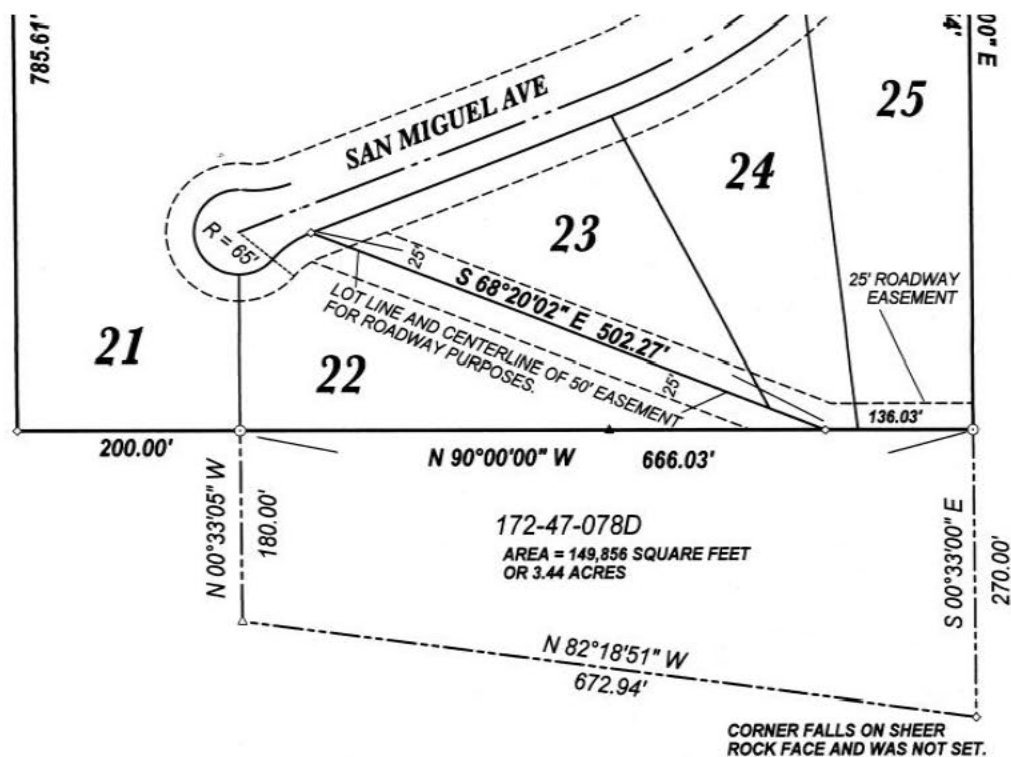 785.61'
4'
00" E
SAN MIGUEL AVE
25
24
23
R = 65'
25'
S 68°20'02" E 502.27'
25' ROADWAY
EASEMENT
LOT LINE AND CENTERLINE OF 50' EASEMENT
FOR ROADWAY PURPOSES.
25'
21
22
136.03'
200.00'
N 90°00'00" W 666.03'
N 00°33'05" W
180.00'
172-47-078D
AREA = 149,856 SQUARE FEET
OR 3.44 ACRES
S 00°33'00" E
270.00'
N 82°18'51" W
672.94'
CORNER FALLS ON SHEER
ROCK FACE AND WAS NOT SET.